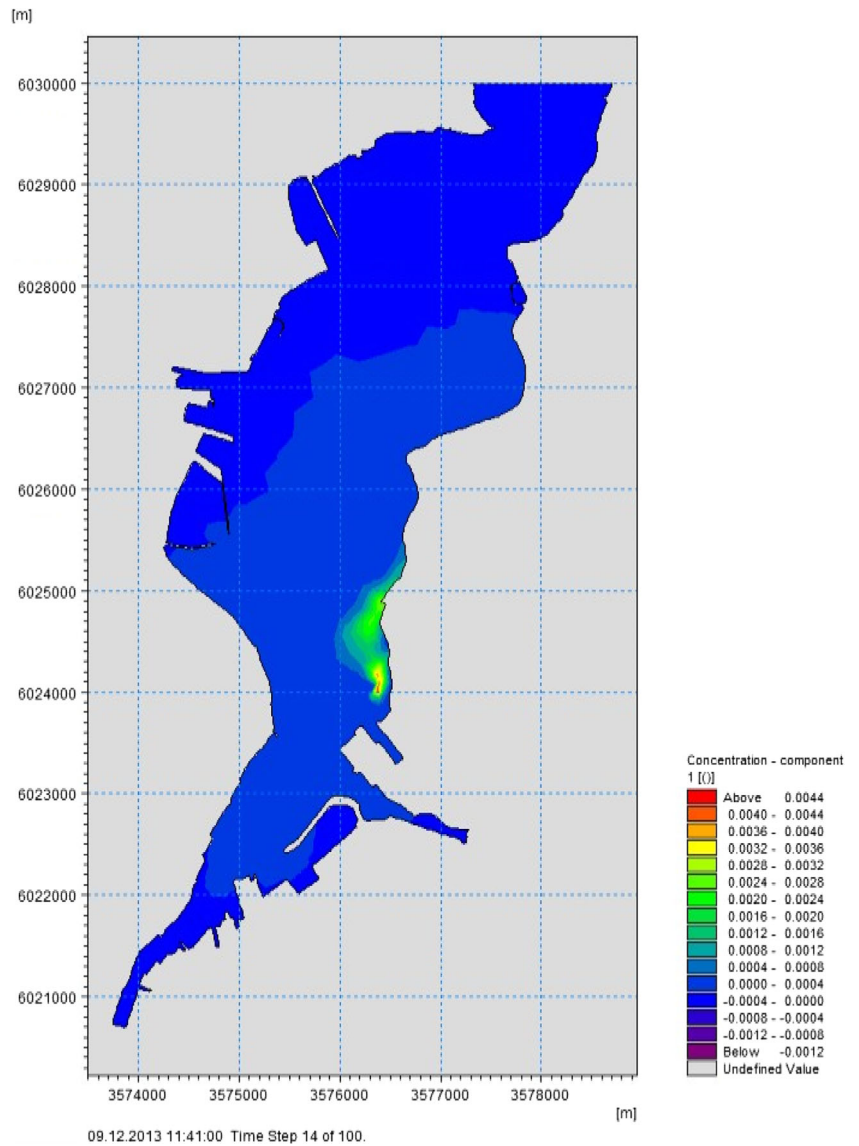 [m]
6030000
6029000
6028000
6027000
6026000
6025000
6024000
6023000
6022000
6021000
3574000 3575000 3576000 3577000 3578000
[m]
09.12.2013 11:41:00 Time Step 14 of 100.
Concentration - component
1 [()]
Above 0.0044
0.0040 - 0.0044
0.0036 - 0.0040
0.0032 - 0.0036
0.0028 - 0.0032
0.0024 - 0.0028
0.0020 - 0.0024
0.0016 - 0.0020
0.0012 - 0.0016
0.0008 - 0.0012
0.0004 - 0.0008
0.0000 - 0.0004
-0.0004 - 0.0000
-0.0008 - -0.0004
-0.0012 - -0.0008
Below -0.0012
Undefined Value